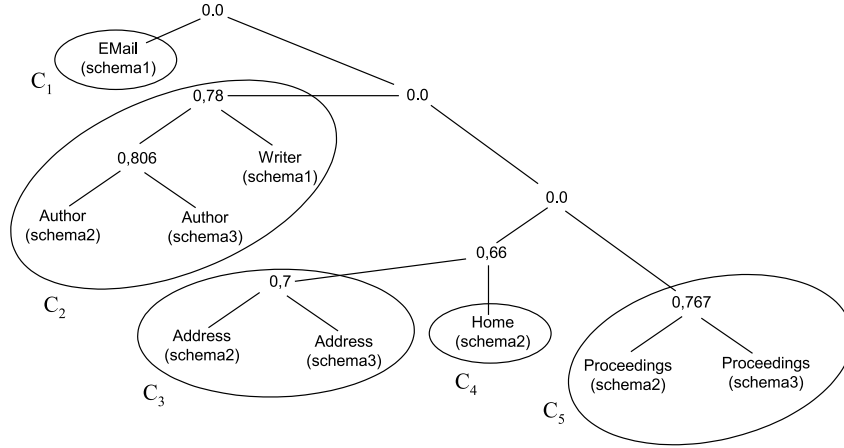 0.0
EMail
(schema1)
C1
0,78
0.0
0,806
Writer
(schema1)
Author
(schema2)
Author
(schema3)
C2
0.0
0,66
0,7
Address
(schema2)
Address
(schema3)
C3
Home
(schema2)
C4
0,767
Proceedings
(schema2)
Proceedings
(schema3)
C5